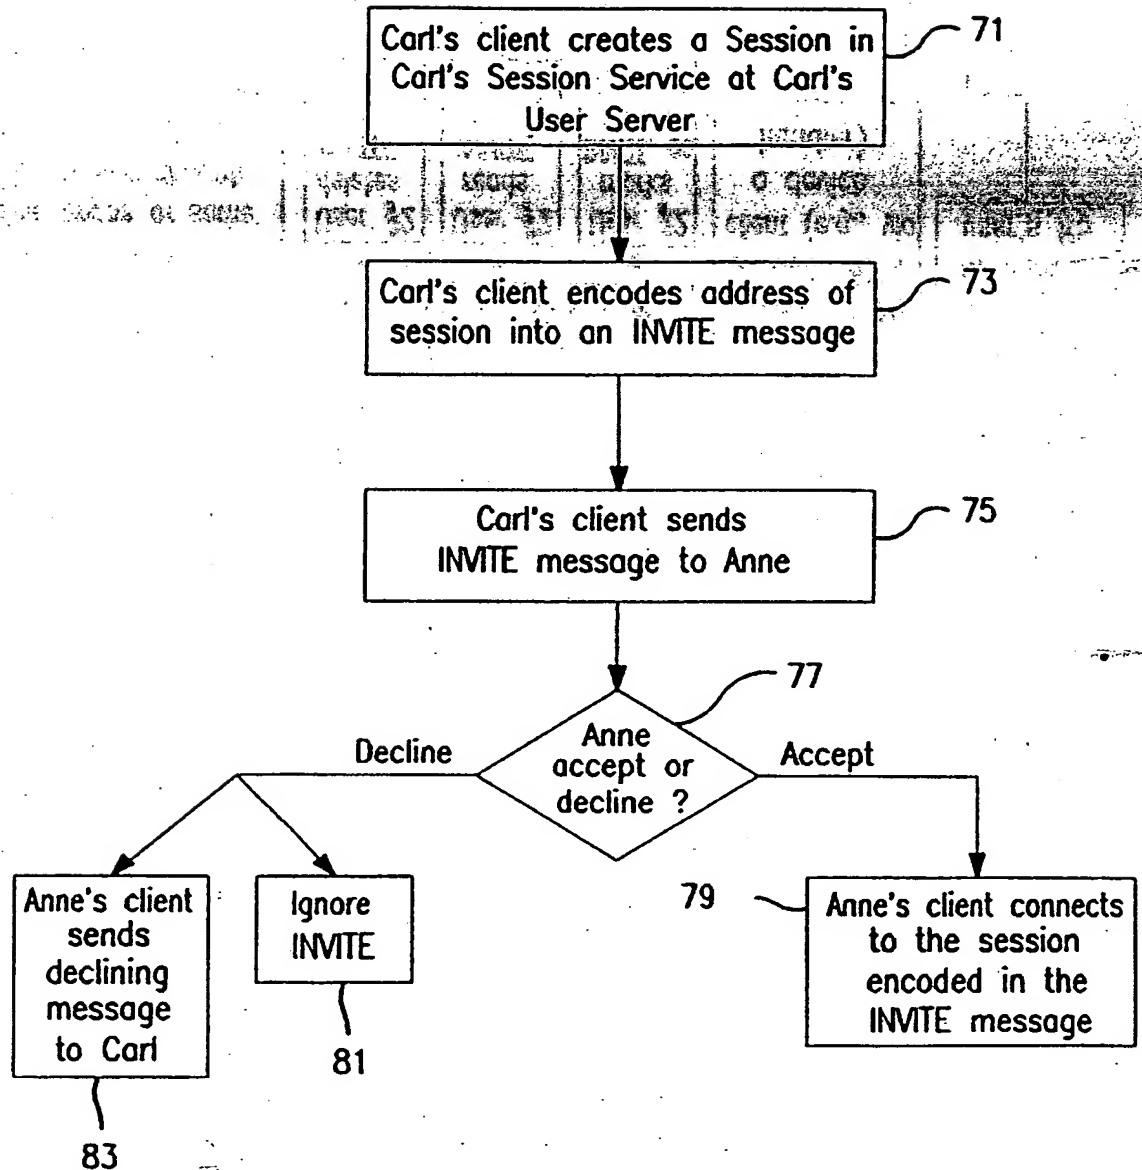 Carl's client creates a Session in
Carl's Session Service at Carl's
User Server
71
Carl's client encodes address of
session into an INVITE message
73
Carl's client sends
INVITE message to Anne
75
77
Anne
accept or
decline ?
Decline
Accept
Anne's client
sends
declining
message
to Carl
83
Ignore
INVITE
81
79
Anne's client connects
to the session
encoded in the
INVITE message